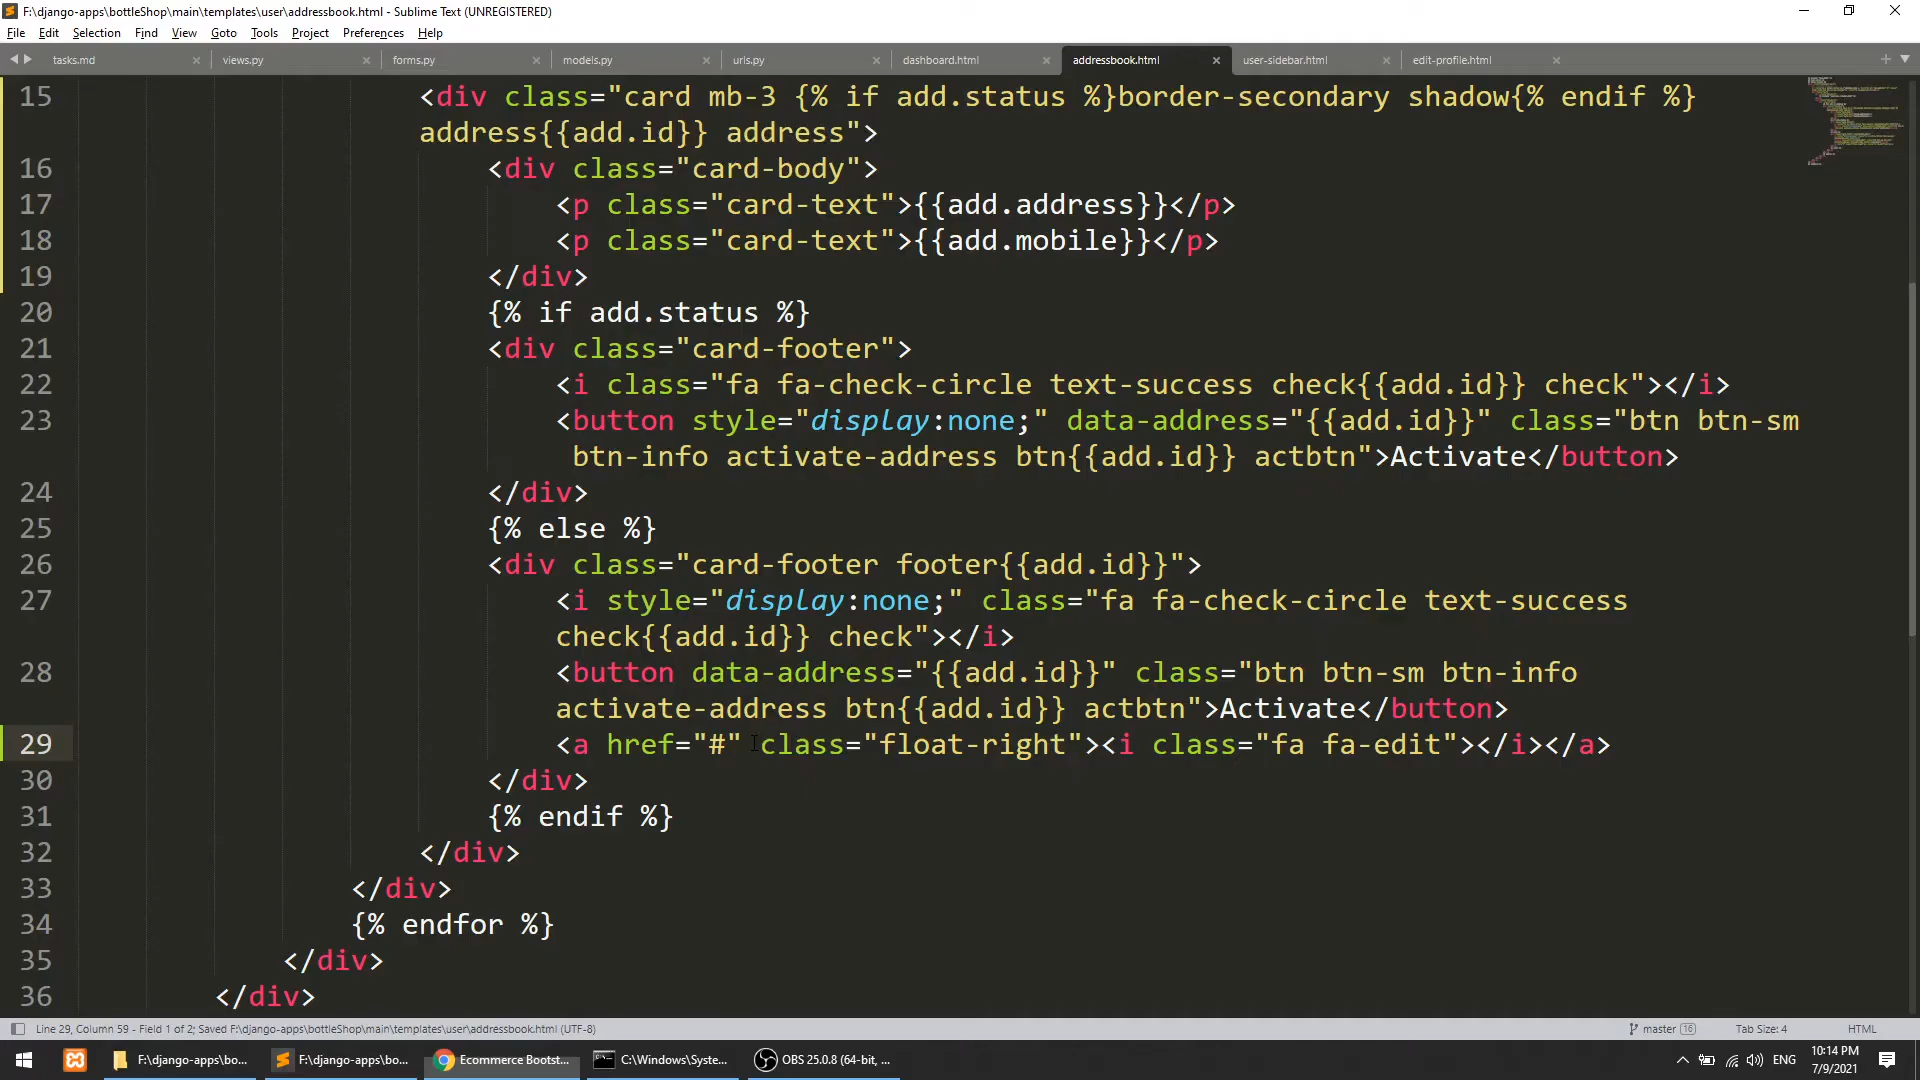 F:\django-apps\bottleShop\main\templates\user\addressbook.html - Sublime Text (UNREGISTERED)
File Edit Selection Find View Goto Tools Project Preferences Help
tasks.md views.py forms.py models.py urls.py dashboard.html addressbook.html user-sidebar.html edit-profile.html
15 <div class="card mb-3 {% if add.status %}border-secondary shadow{% endif %}
address{{add.id}} address">
16 <div class="card-body">
17 <p class="card-text">{{add.address}}</p>
18 <p class="card-text">{{add.mobile}}</p>
19 </div>
20 {% if add.status %}
21 <div class="card-footer">
22 <i class="fa fa-check-circle text-success check{{add.id}} check"></i>
23 <button style="display:none;" data-address="{{add.id}}" class="btn btn-sm
btn-info activate-address btn{{add.id}} actbtn">Activate</button>
24 </div>
25 {% else %}
26 <div class="card-footer footer{{add.id}}">
27 <i style="display:none;" class="fa fa-check-circle text-success
check{{add.id}} check"></i>
28 <button data-address="{{add.id}}" class="btn btn-sm btn-info
activate-address btn{{add.id}} actbtn">Activate</button>
29 <a href="#" class="float-right"><i class="fa fa-edit"></i></a>
30 </div>
31 {% endif %}
32 </div>
33 </div>
34 {% endfor %}
35 </div>
36 </div>
Line 29, Column 59 - Field 1 of 2; Saved F:\django-apps\bottleShop\main\templates\user\addressbook.html (UTF-8) master 16 Tab Size: 4 HTML
F:\django-apps\bo... F:\django-apps\bo... Ecommerce Bootst... C:\Windows\Syste... OBS 25.0.8 (64-bit, ... ENG 10:14 PM
7/9/2021